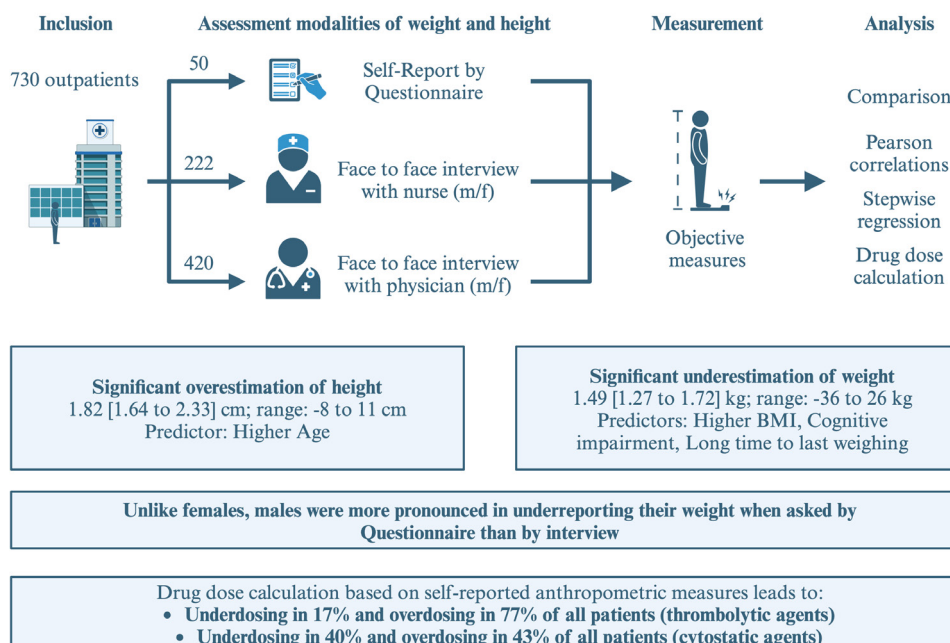 Inclusion
Assessment modalities of weight and height
Measurement
Analysis
730 outpatients
50
Self-Report by
Questionnaire
222
Face to face interview
with nurse (m/f)
420
Face to face interview
with physician (m/f)
Objective
measures
Comparison
Pearson
correlations
Stepwise
regression
Drug dose
calculation
Significant overestimation of height
1.82 [1.64 to 2.33] cm; range: -8 to 11 cm
Predictor: Higher Age
Significant underestimation of weight
1.49 [1.27 to 1.72] kg; range: -36 to 26 kg
Predictors: Higher BMI, Cognitive
impairment, Long time to last weighing
Unlike females, males were more pronounced in underreporting their weight when asked by
Questionnaire than by interview
Drug dose calculation based on self-reported anthropometric measures leads to:
• Underdosing in 17% and overdosing in 77% of all patients (thrombolytic agents)
• Underdosing in 40% and overdosing in 43% of all patients (cytostatic agents)